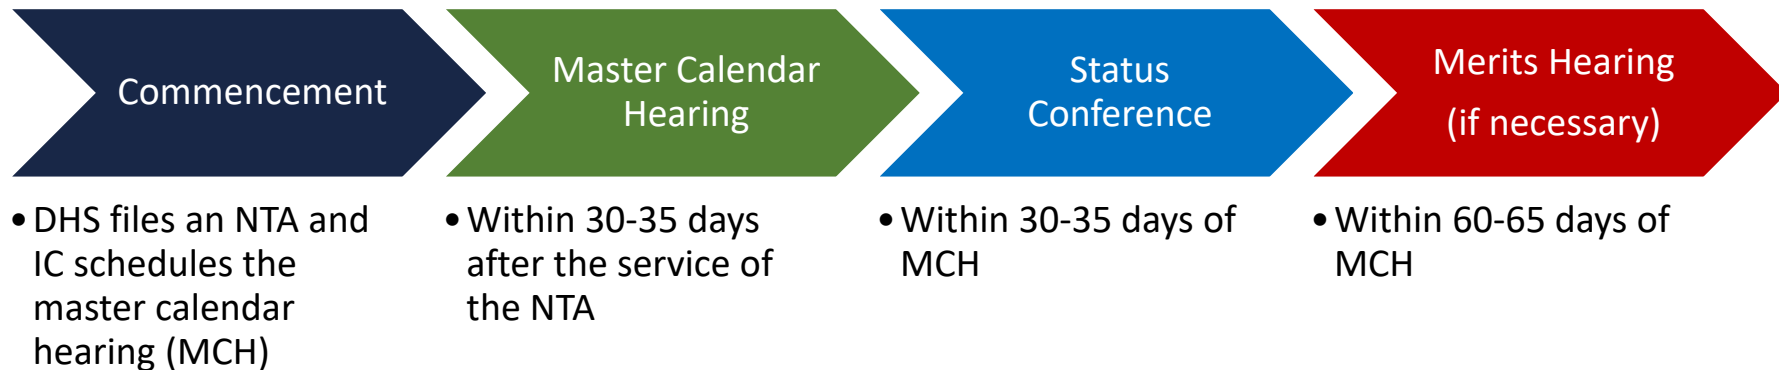 Commencement
• DHS files an NTA and
IC schedules the
master calendar
hearing (MCH)
Master Calendar
Hearing
• Within 30-35 days
after the service of
the NTA
Status
Conference
• Within 30-35 days of
MCH
Merits Hearing
(if necessary)
• Within 60-65 days of
MCH